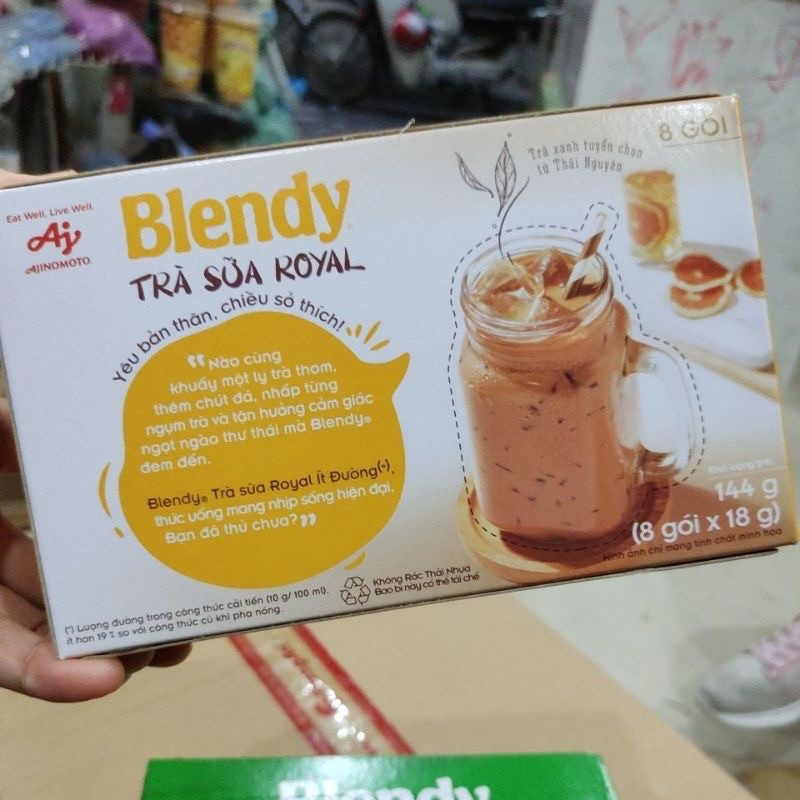 8 GÓI
Trà xanh tuyển chọn
từ Thái Nguyên
Eat Well, Live Well.
Aj
AJINOMOTO
Blendy
TRÀ SỮA ROYAL
Yêu bản thân, chiều sở thích!
“Nào cùng
khuấy một ly trà thơm,
thêm chút đá, nhấp từng
ngụm trà và tận hưởng cảm giác
ngọt ngào thư thái mà Blendy®
đem đến.
Blendy® Trà sữa Royal Ít Đường(*),
thức uống mang nhịp sống hiện đại.
Bạn đã thử chưa?”
Khối lượng tịnh:
144 g
(8 gói x 18 g)
Hình ảnh chỉ mang tính chất minh họa
Không Rác Thải Nhựa
Bao bì này có thể tái chế
(*) Lượng đường trong công thức cải tiến (10 g/ 100 ml),
ít hơn 19% so với công thức cũ khi pha nóng.
Blendy